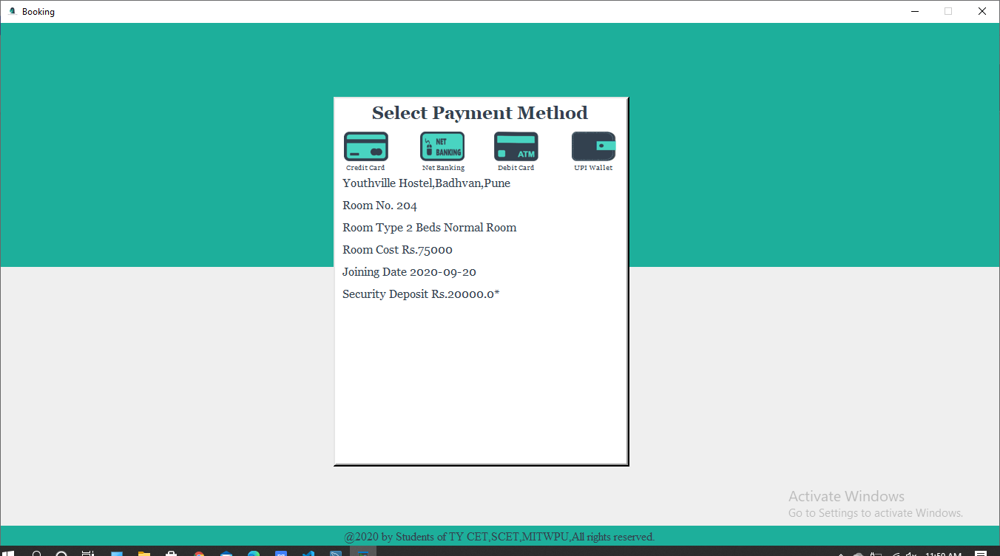 Booking
Select Payment Method
NET
BANKING
ATM
Credit Card
Net Banking
Debit Card
UPI Wallet
Youthville Hostel,Badhvan,Pune
Room No. 204
Room Type 2 Beds Normal Room
Room Cost Rs.75000
Joining Date 2020-09-20
Security Deposit Rs.20000.0*
Activate Windows
Go to Settings to activate Windows.
@2020 by Students of TY CET,SCET,MITWPU,All rights reserved.
11:50 AM